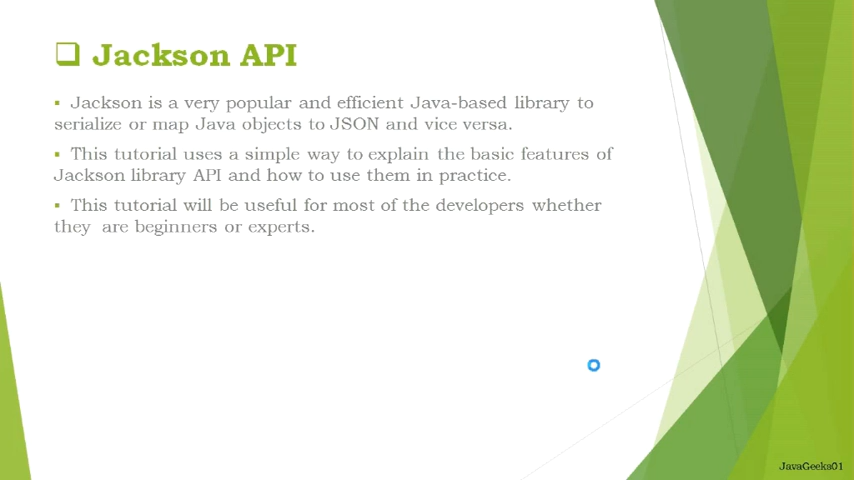 Jackson API
▪ Jackson is a very popular and efficient Java-based library to
serialize or map Java objects to JSON and vice versa.
▪ This tutorial uses a simple way to explain the basic features of
Jackson library API and how to use them in practice.
▪ This tutorial will be useful for most of the developers whether
they are beginners or experts.
JavaGeeks01